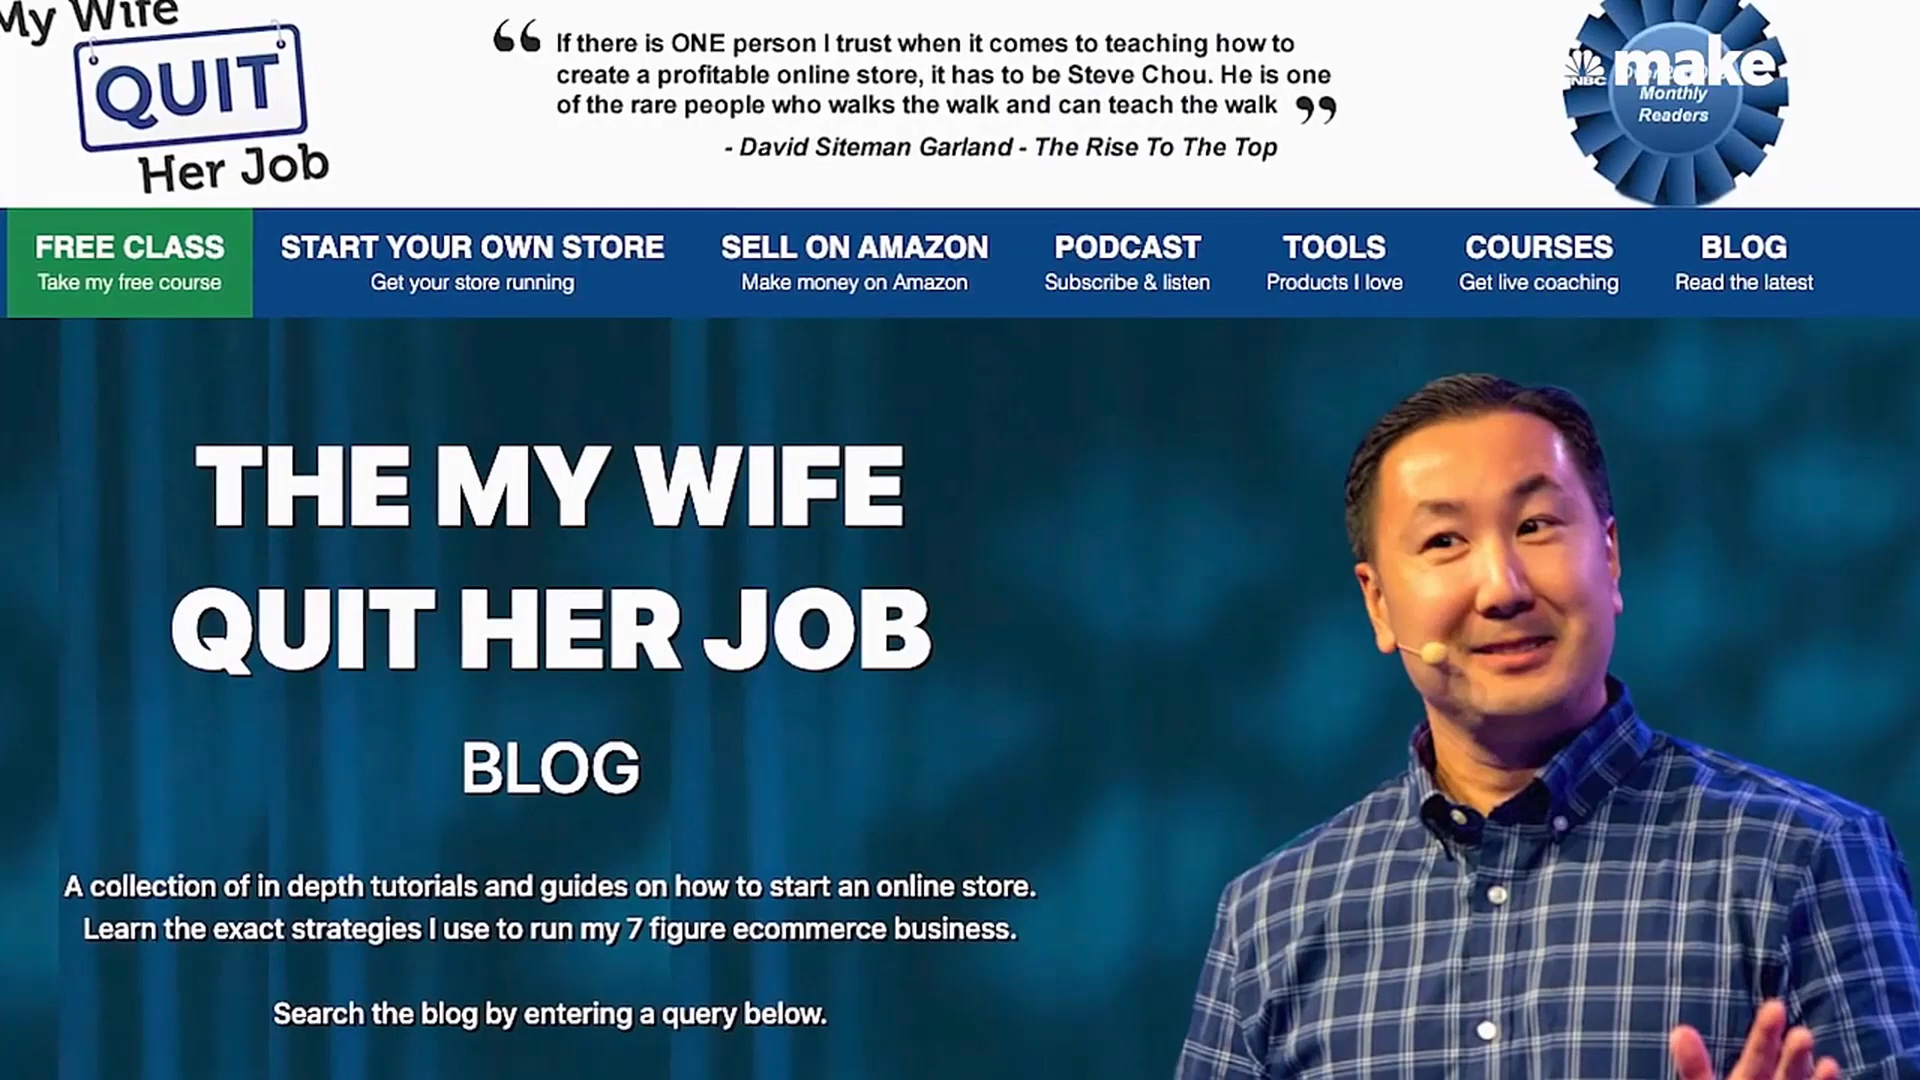 My Wife
QUIT
Her Job
“ If there is ONE person I trust when it comes to teaching how to
create a profitable online store, it has to be Steve Chou. He is one
of the rare people who walks the walk and can teach the walk ”
- David Siteman Garland - The Rise To The Top
NBC make
Monthly
Readers
FREE CLASS
Take my free course
START YOUR OWN STORE
Get your store running
SELL ON AMAZON
Make money on Amazon
PODCAST
Subscribe & listen
TOOLS
Products I love
COURSES
Get live coaching
BLOG
Read the latest
THE MY WIFE
QUIT HER JOB
BLOG
A collection of in depth tutorials and guides on how to start an online store.
Learn the exact strategies I use to run my 7 figure ecommerce business.
Search the blog by entering a query below.